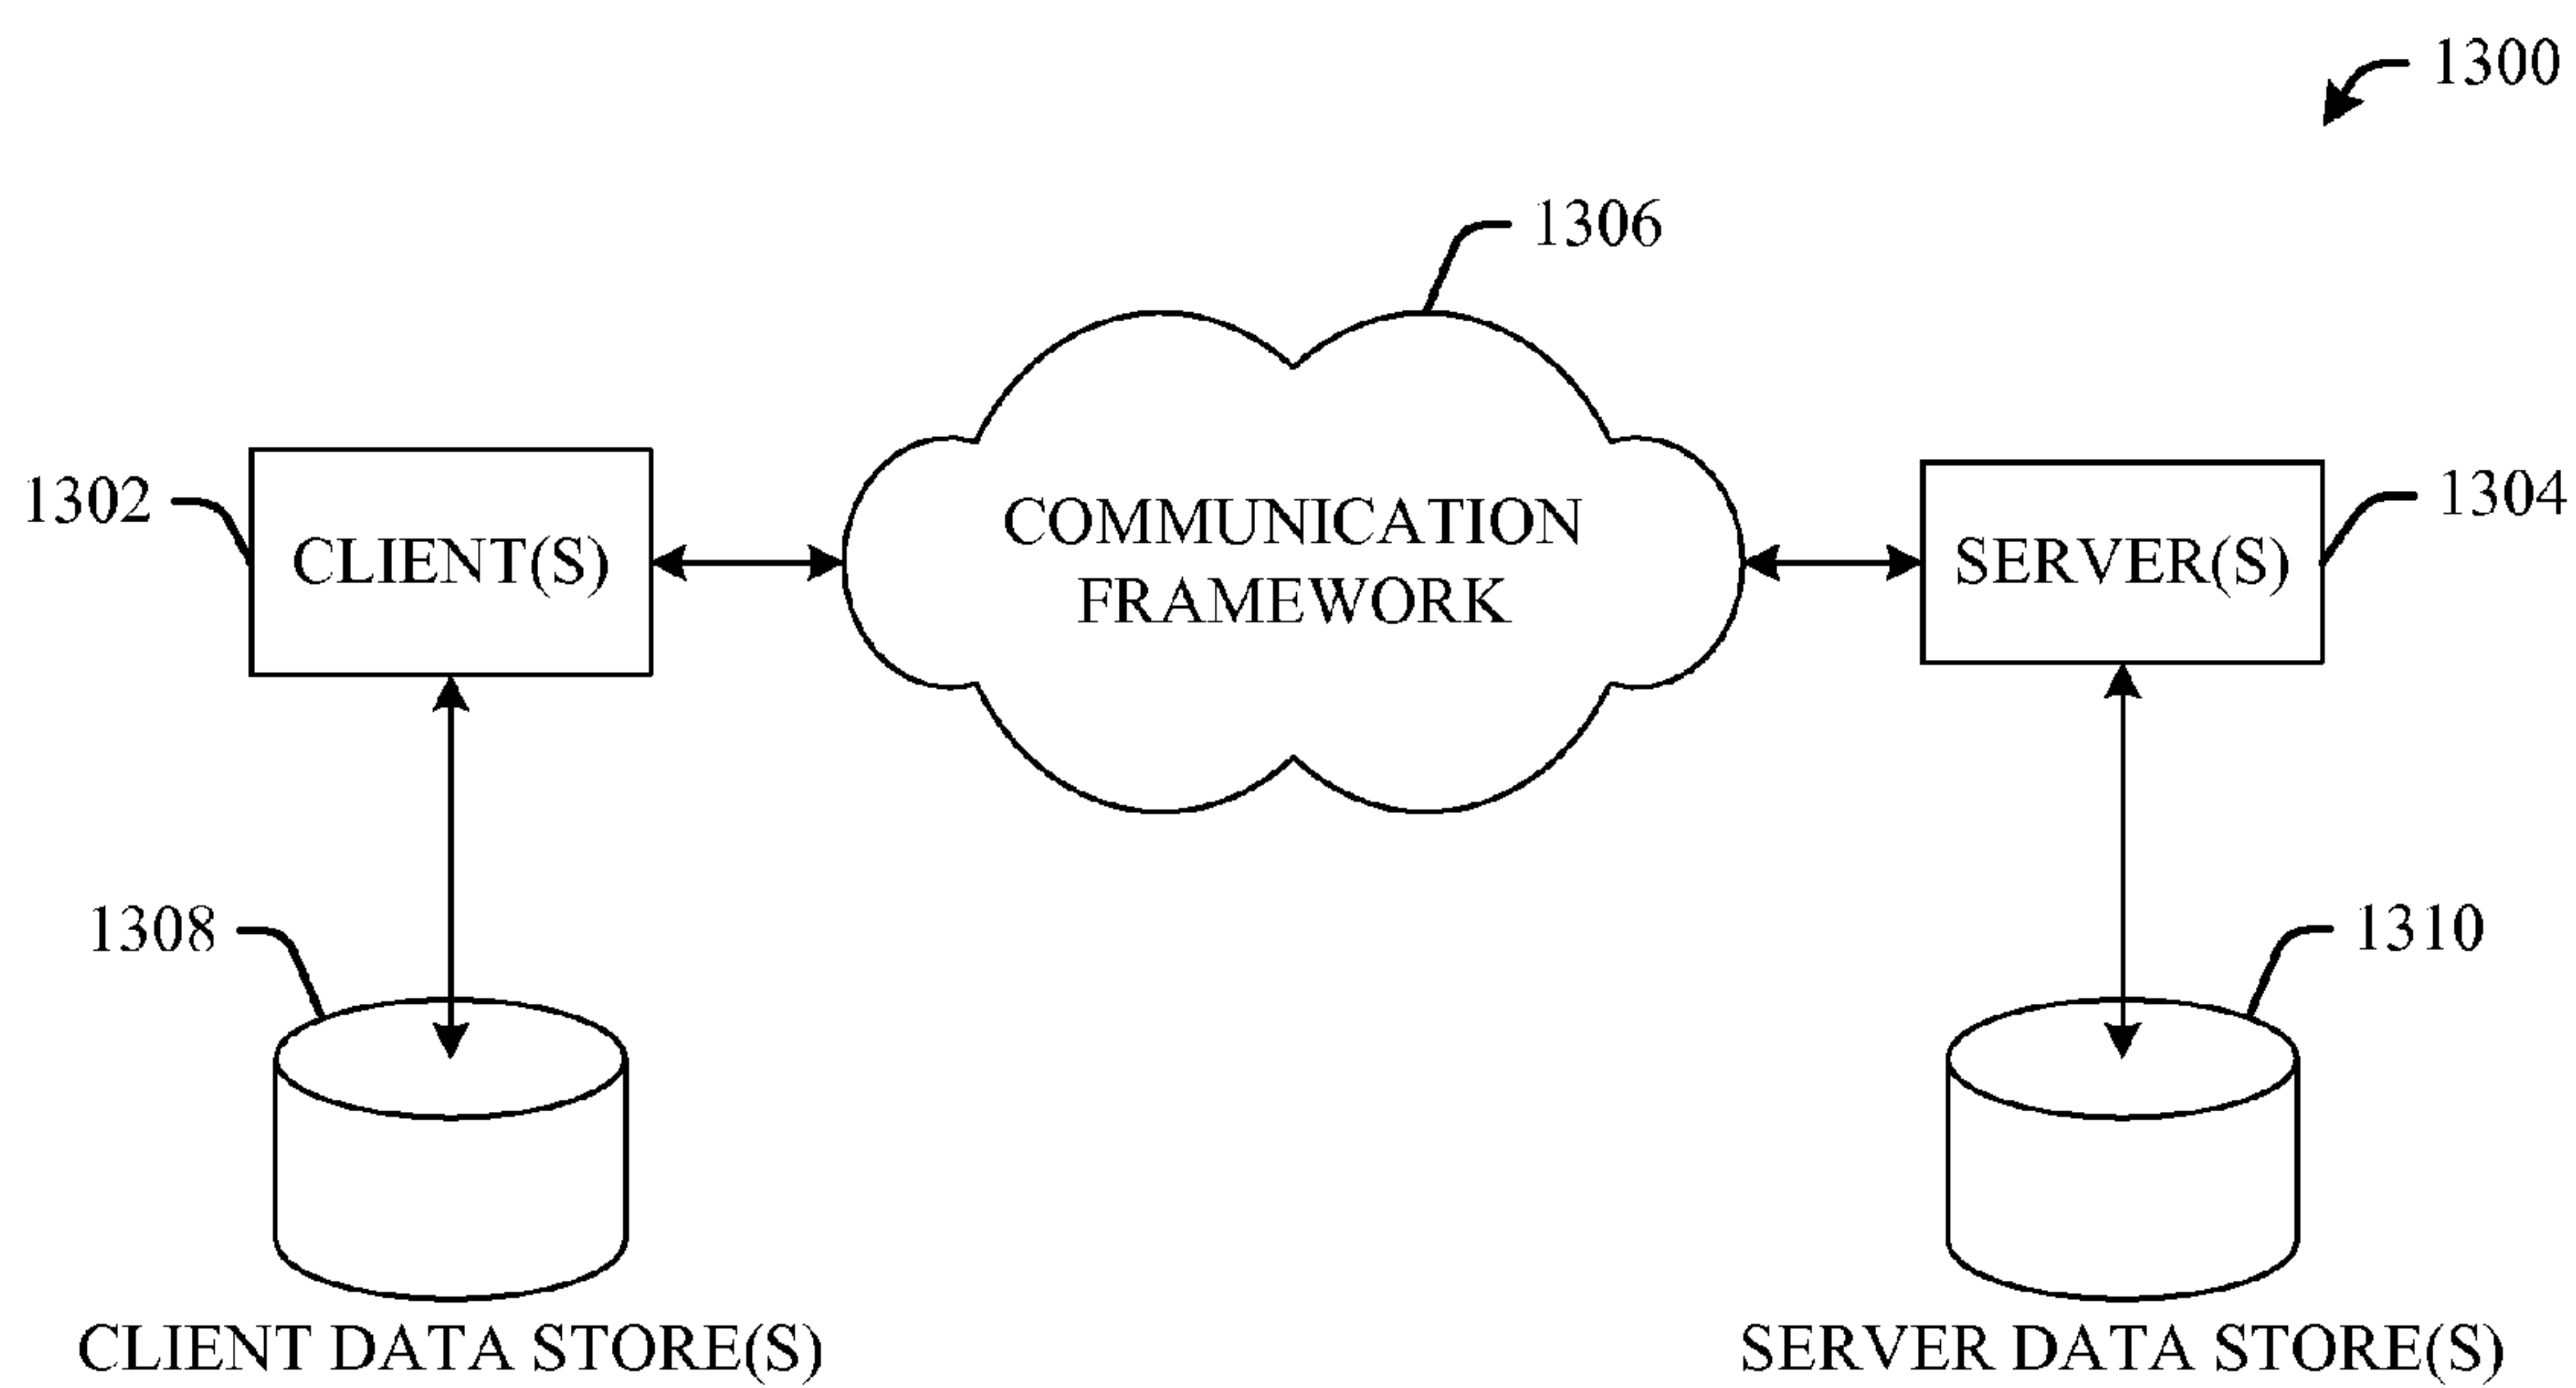 1300
1306
1302
CLIENT(S)
COMMUNICATION
FRAMEWORK
SERVER(S)
1304
1308
1310
CLIENT DATA STORE(S)
SERVER DATA STORE(S)